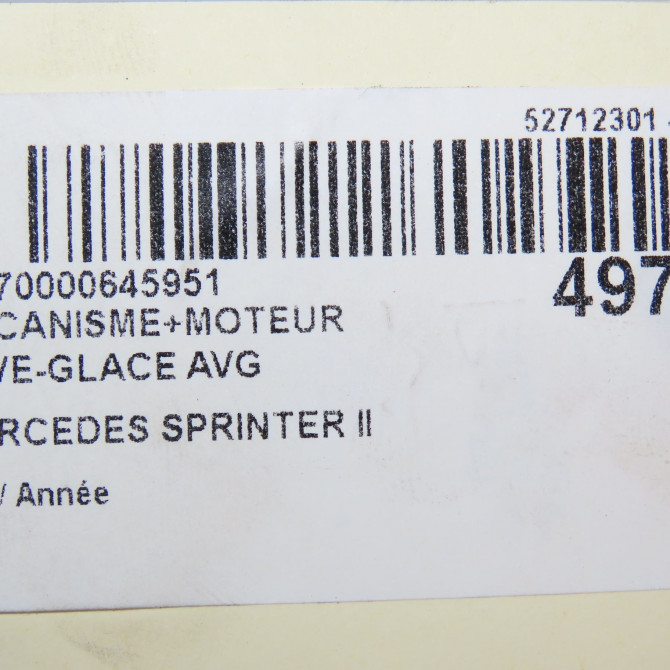 52712301
70000645951
497
CANISME+MOTEUR
VE-GLACE AVG
RCEDES SPRINTER II
/ Année